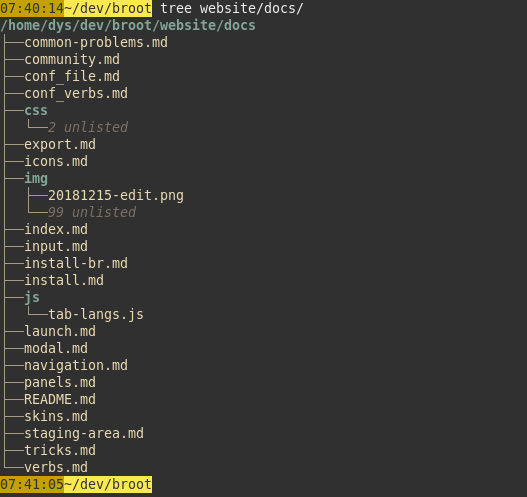 07:40:14~/dev/broot tree website/docs/
/home/dys/dev/broot/website/docs
├──common-problems.md
├──community.md
├──conf_file.md
├──conf_verbs.md
├──css
│  └──2 unlisted
├──export.md
├──icons.md
├──img
│  ├──20181215-edit.png
│  └──99 unlisted
├──index.md
├──input.md
├──install-br.md
├──install.md
├──js
│  └──tab-langs.js
├──launch.md
├──modal.md
├──navigation.md
├──panels.md
├──README.md
├──skins.md
├──staging-area.md
├──tricks.md
└──verbs.md
07:41:05~/dev/broot